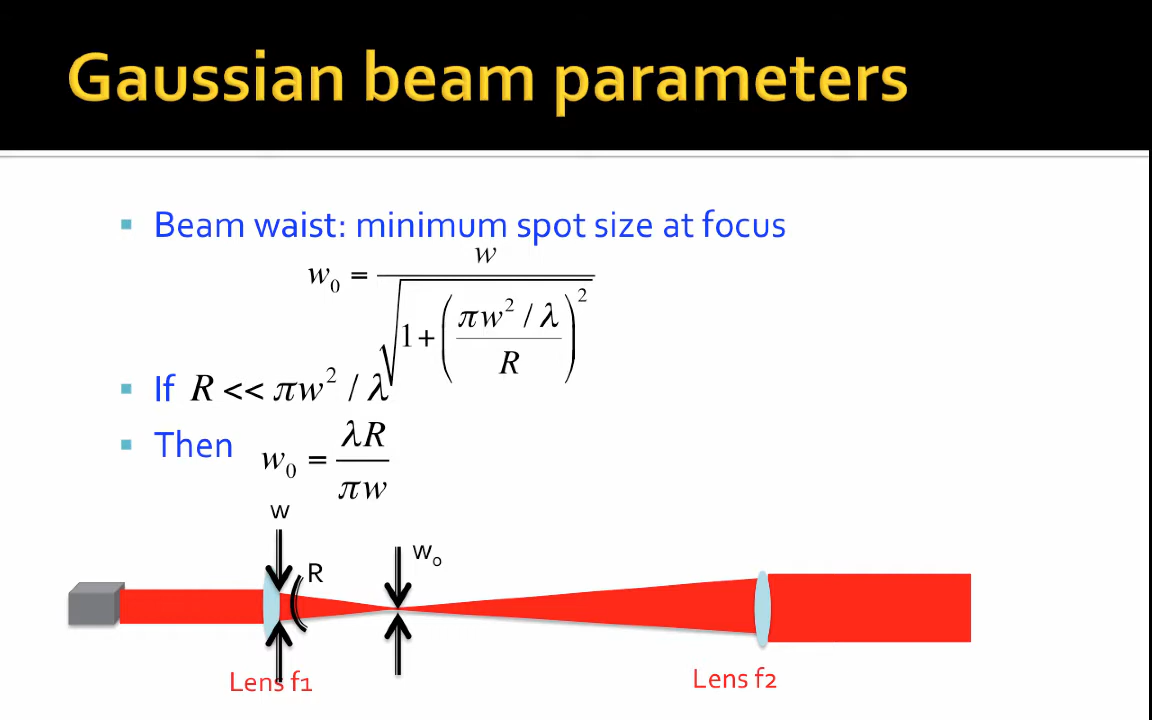 Gaussian beam parameters
▪ Beam waist: minimum spot size at focus
w₀ = w / √(1 + ((πw² / λ) / R)²)
▪ If R << πw² / λ
▪ Then w₀ = λR / πw
w
R
w₀
Lens f1
Lens f2